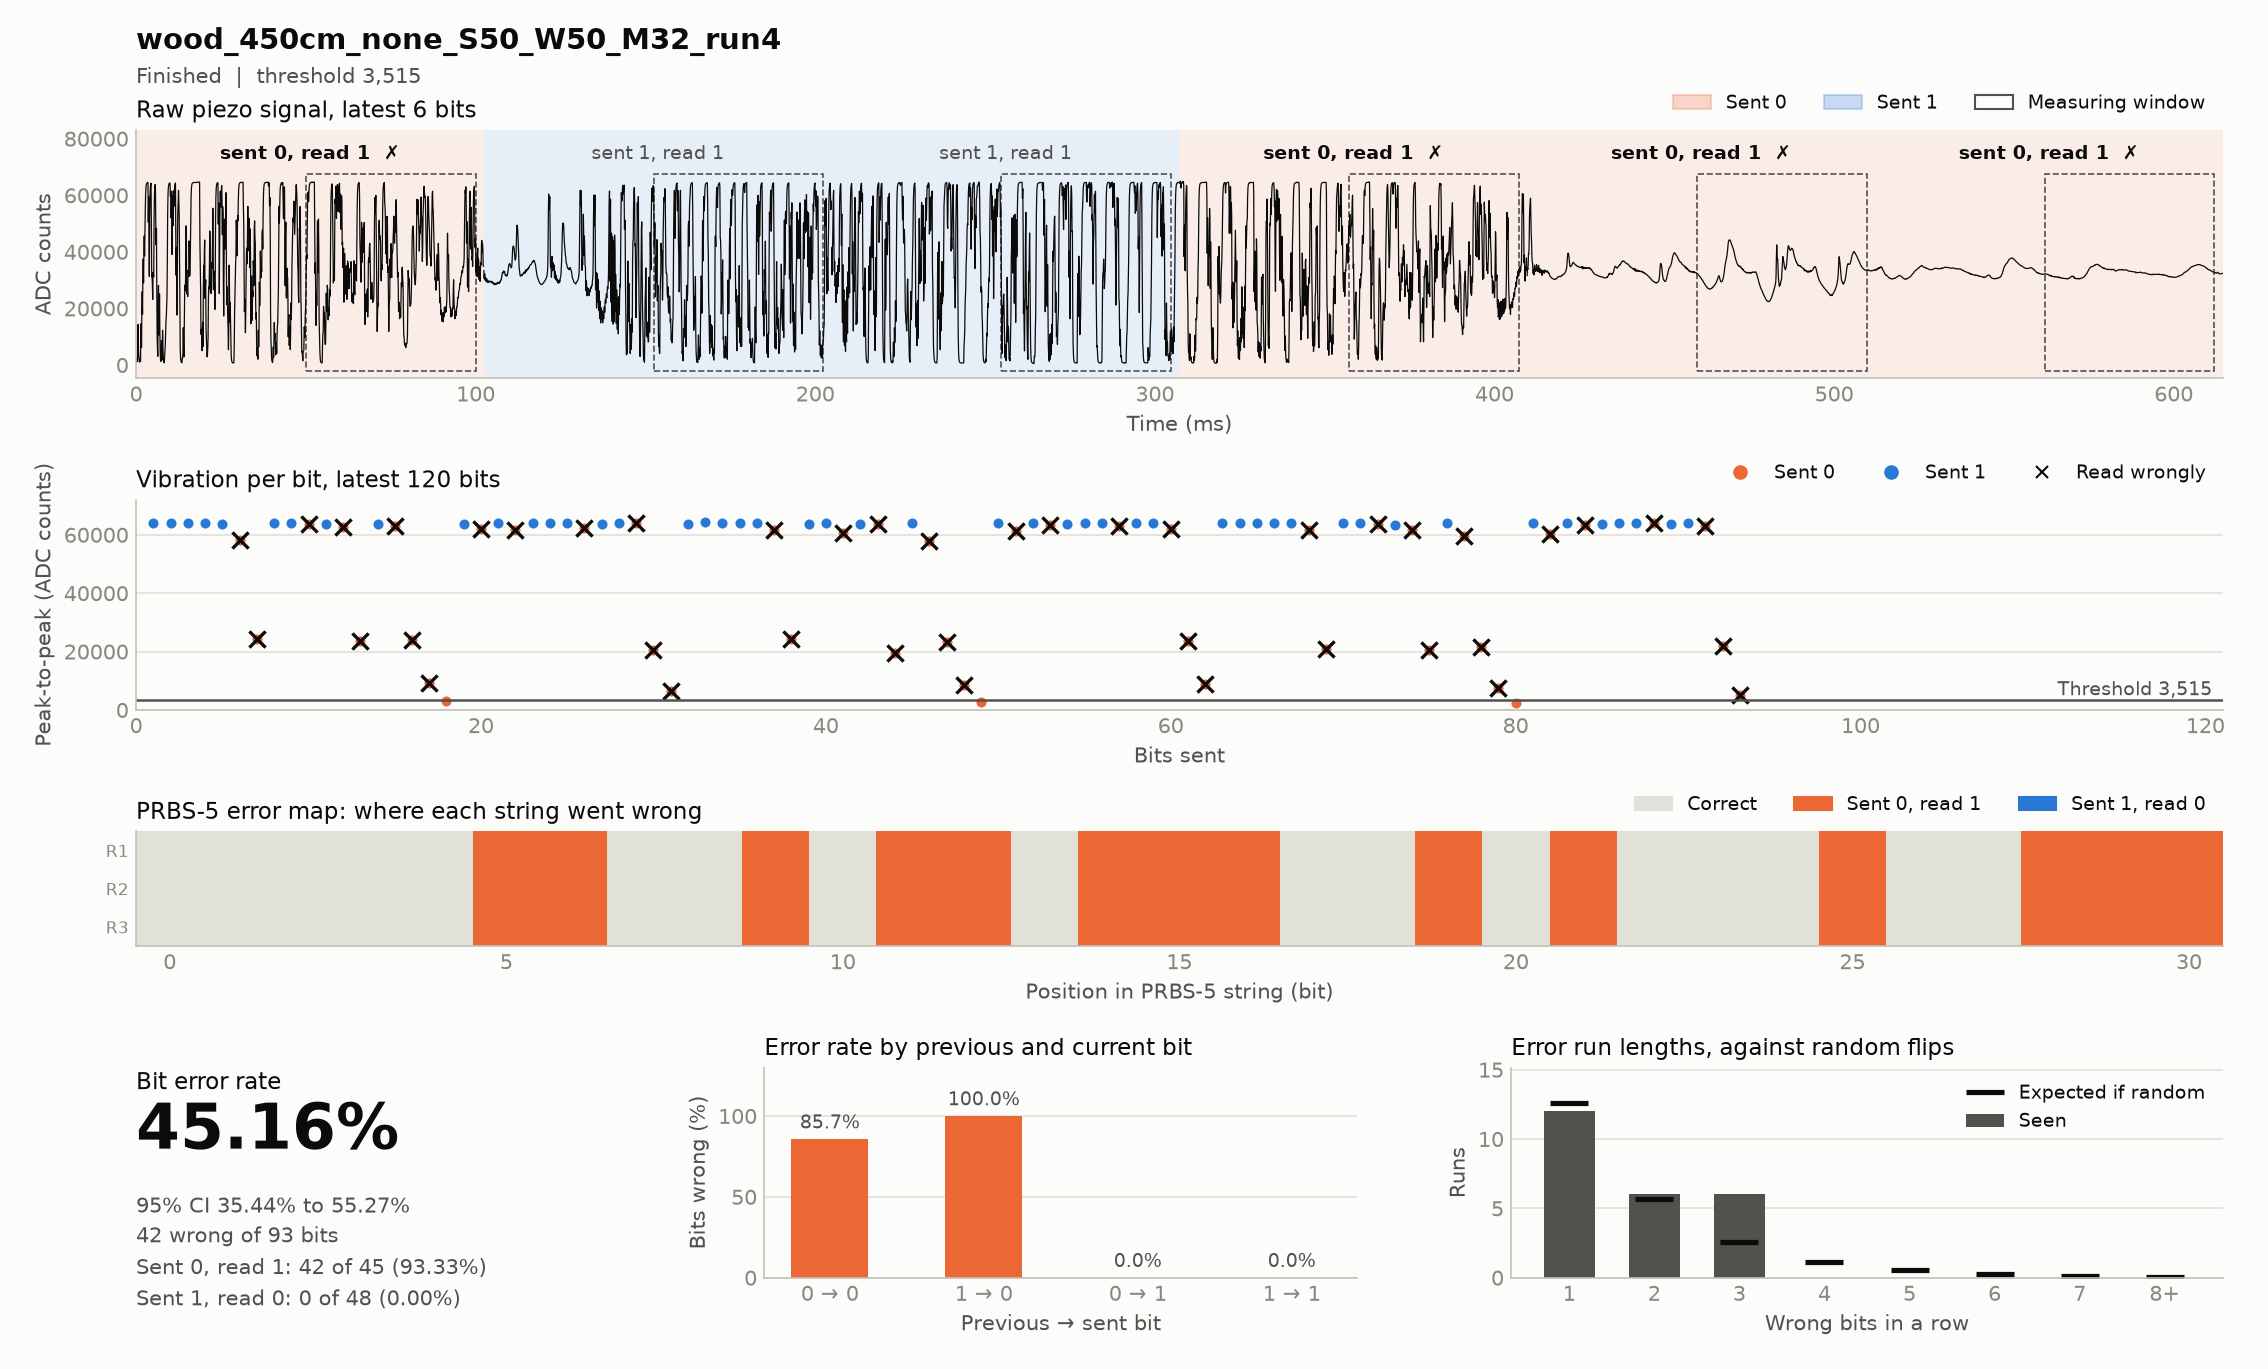 wood_450cm_none_S50_W50_M32_run4
Finished | threshold 3,515
Raw piezo signal, latest 6 bits
Sent 0
Sent 1
Measuring window
sent 0, read 1 ✗
sent 1, read 1
sent 1, read 1
sent 0, read 1 ✗
sent 0, read 1 ✗
sent 0, read 1 ✗
ADC counts
80000
60000
40000
20000
0
0 100 200 300 400 500 600
Time (ms)
Vibration per bit, latest 120 bits
Sent 0
Sent 1
Read wrongly
Peak-to-peak (ADC counts)
60000
40000
20000
0
Threshold 3,515
0 20 40 60 80 100 120
Bits sent
PRBS-5 error map: where each string went wrong
Correct
Sent 0, read 1
Sent 1, read 0
R1
R2
R3
0 5 10 15 20 25 30
Position in PRBS-5 string (bit)
Bit error rate
45.16%
95% CI 35.44% to 55.27%
42 wrong of 93 bits
Sent 0, read 1: 42 of 45 (93.33%)
Sent 1, read 0: 0 of 48 (0.00%)
Error rate by previous and current bit
Bits wrong (%)
100
50
0
85.7%
100.0%
0.0%
0.0%
0 → 0
1 → 0
0 → 1
1 → 1
Previous → sent bit
Error run lengths, against random flips
Expected if random
Seen
Runs
15
10
5
0
1 2 3 4 5 6 7 8+
Wrong bits in a row